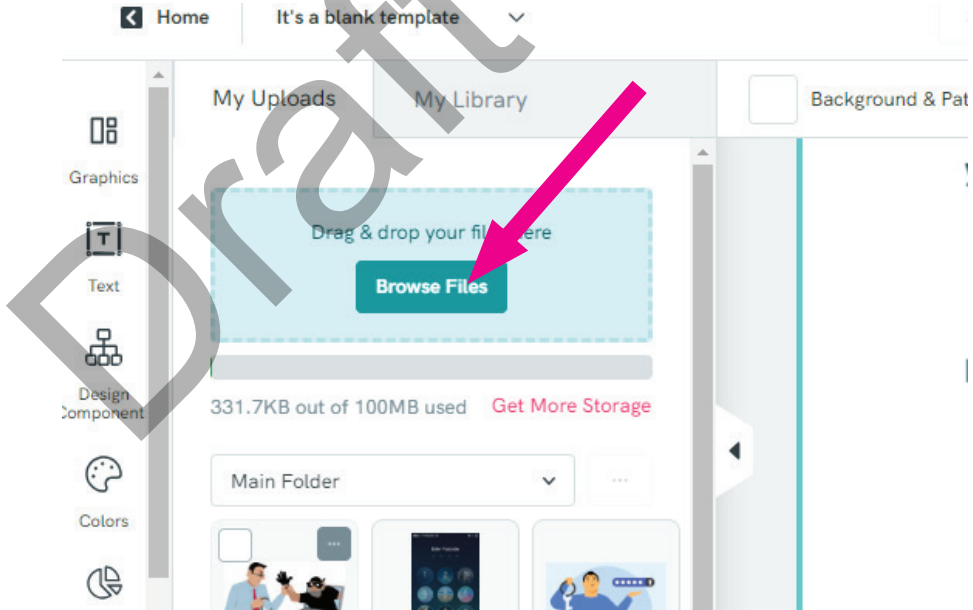 Home It's a blank template
My Uploads My Library
Background & Pat
Graphics
Drag & drop your here
Text
Browse Files
Design
Component
331.7KB out of 100MB used Get More Storage
Main Folder
Colors
Draft